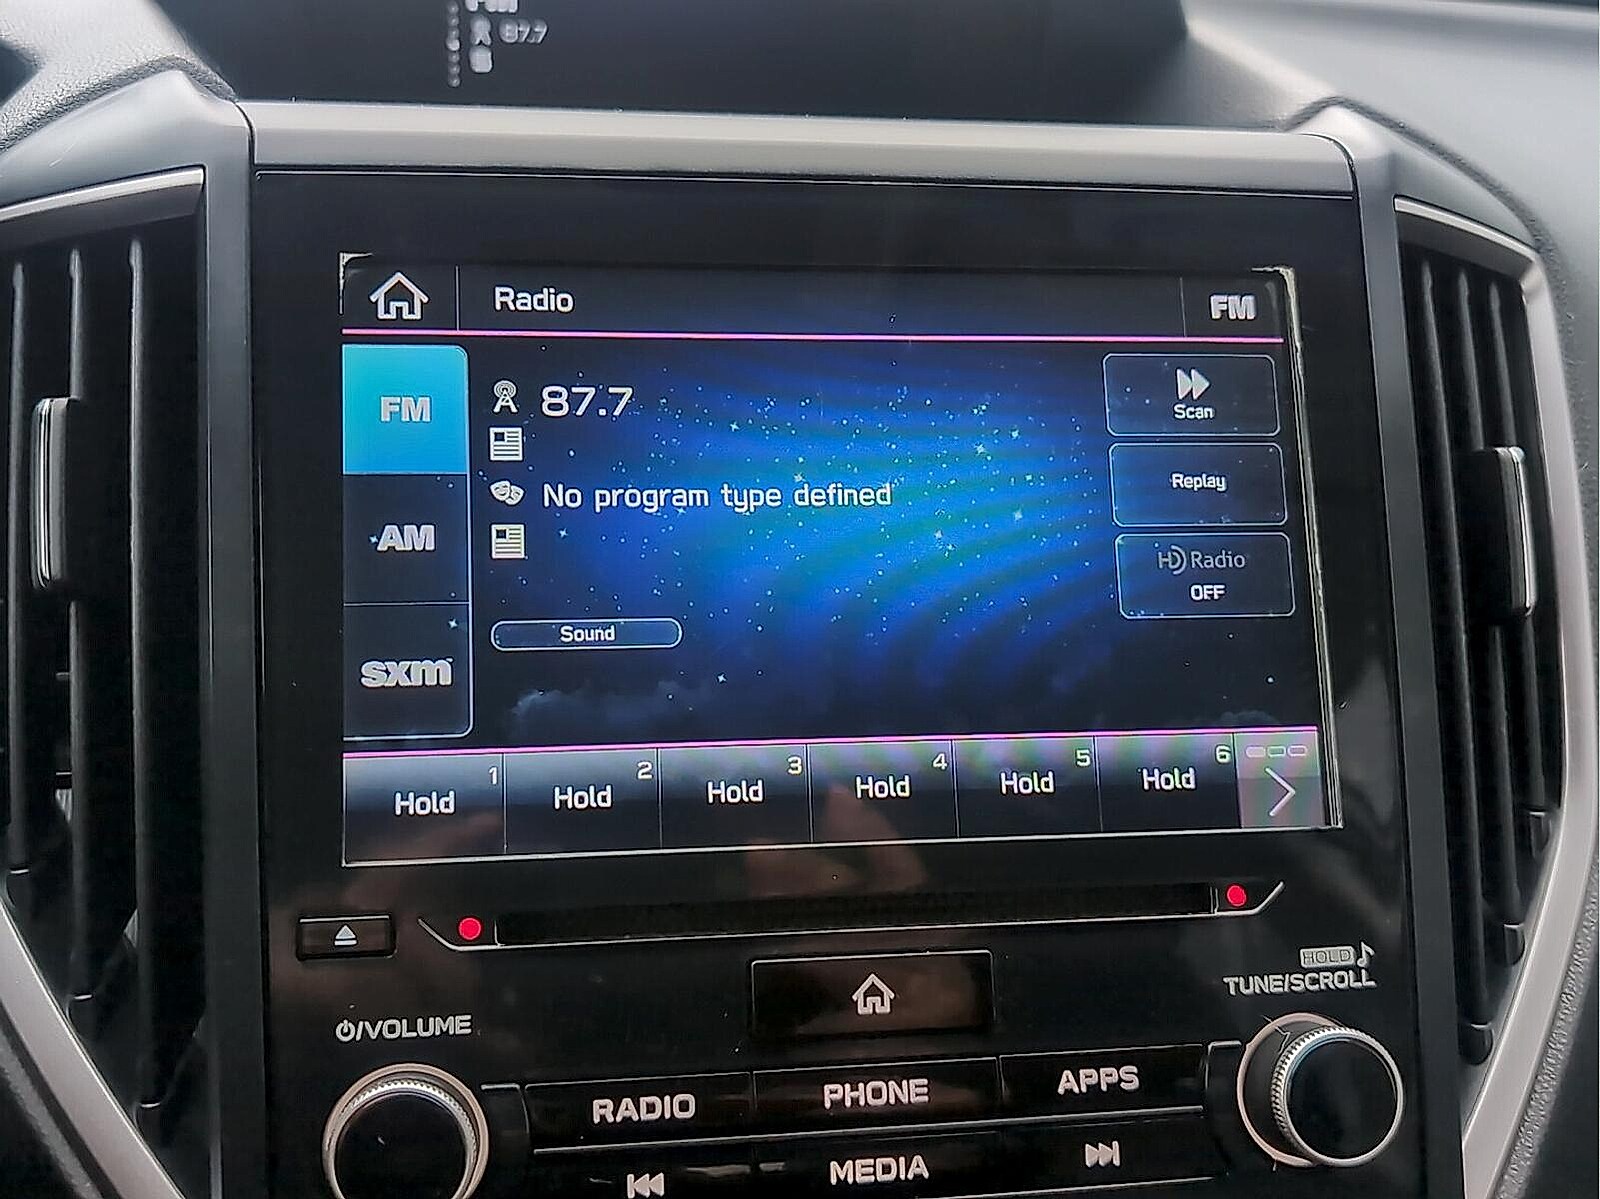 FM
87.7
Radio
FM
FM
AM
sxm
87.7
No program type defined
Sound
Scan
Replay
HD Radio
OFF
1
Hold
2
Hold
3
Hold
4
Hold
5
Hold
6
Hold
HOLD
TUNE/SCROLL
/VOLUME
RADIO
PHONE
APPS
MEDIA